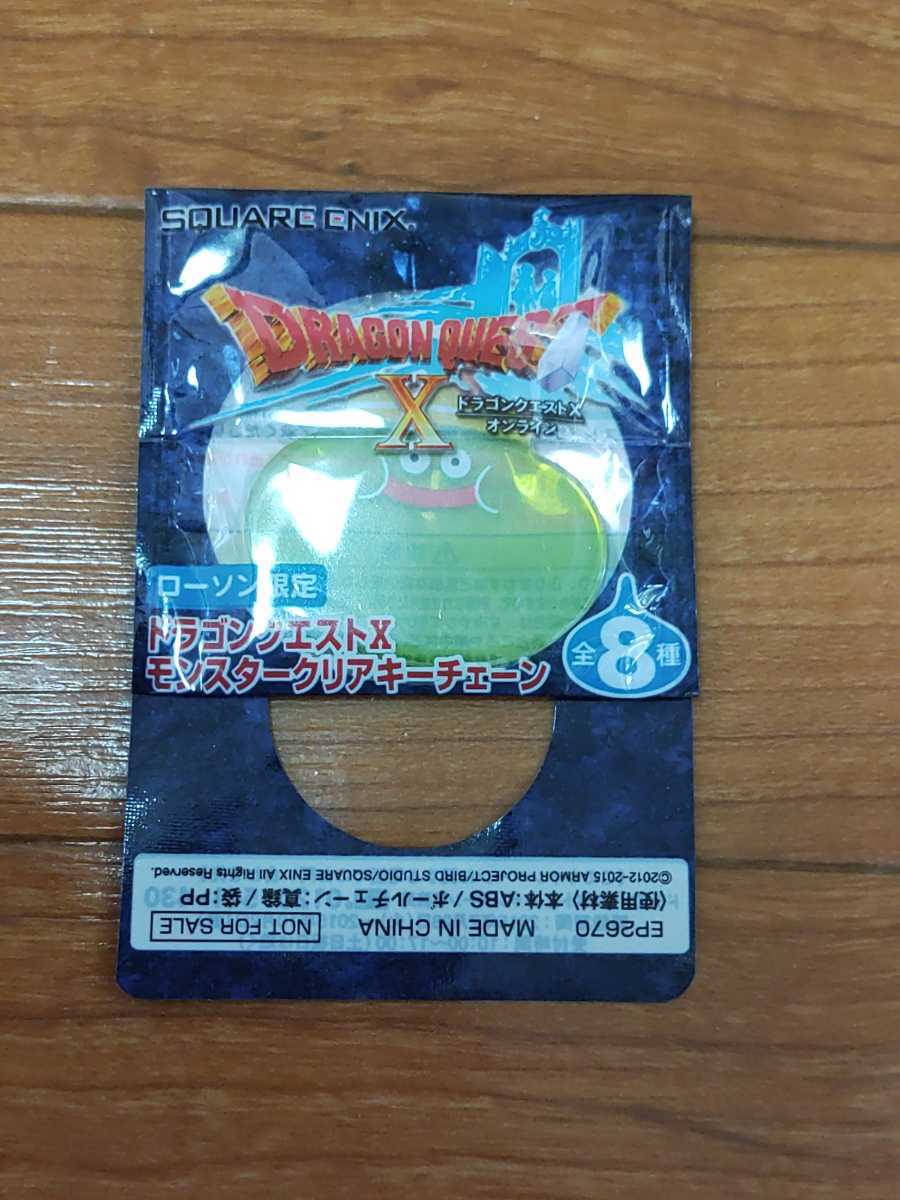 SQUARE ENIX®
DRAGON QUEST
X
ドラゴンクエストX
オンライン
ローソン限定
ドラゴンクエストX
モンスタークリアキーチェーン
全8種
EP2670 MADE IN CHINA NOT FOR SALE
〈使用素材〉本体:ABS/ボールチェーン:真鍮/袋:PP
©2012-2015 ARMOR PROJECT/BIRD STUDIO/SQUARE ENIX All Rights Reserved.